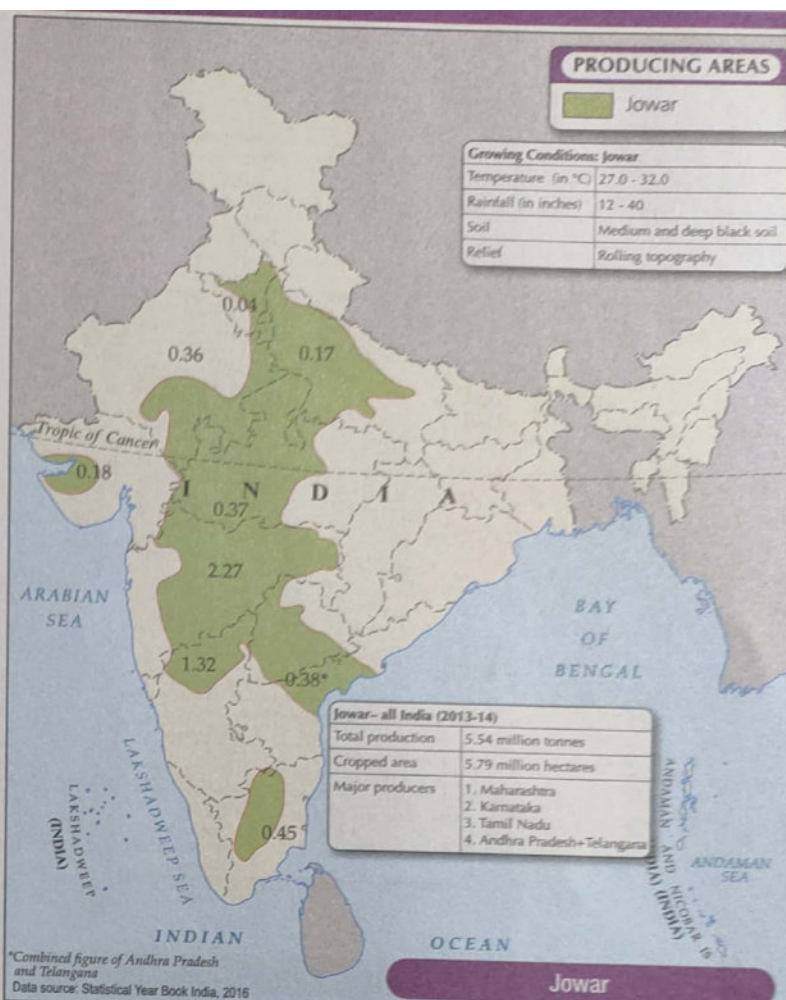 PRODUCING AREAS
Jowar
Growing Conditions: Jowar
Temperature (in °C) 27.0 - 32.0
Rainfall (in inches) 12 - 40
Soil Medium and deep black soil
Relief Rolling topography
0.04
0.36
0.17
Tropic of Cancer
0.18
I N D I A
0.37
2.27
ARABIAN
SEA
BAY
OF
BENGAL
1.32
0.38*
Jowar– all India (2013-14)
Total production 5.54 million tonnes
Cropped area 5.79 million hectares
Major producers 1. Maharashtra
2. Karnataka
3. Tamil Nadu
4. Andhra Pradesh+Telangana
0.45
LAKSHADWEEP SEA
LAKSHADWEEP
(INDIA)
ANDAMAN AND NICOBAR IS
(INDIA)
ANDAMAN
SEA
INDIAN
OCEAN
*Combined figure of Andhra Pradesh
and Telangana
Data source: Statistical Year Book India, 2016
Jowar